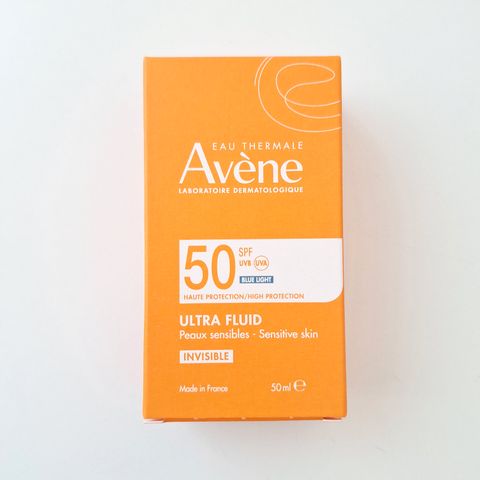 EAU THERMALE
Avène
LABORATOIRE DERMATOLOGIQUE
50 SPF
UVB UVA
BLUE LIGHT
HAUTE PROTECTION/HIGH PROTECTION
ULTRA FLUID
Peaux sensibles · Sensitive skin
INVISIBLE
Made in France 50 ml ℮